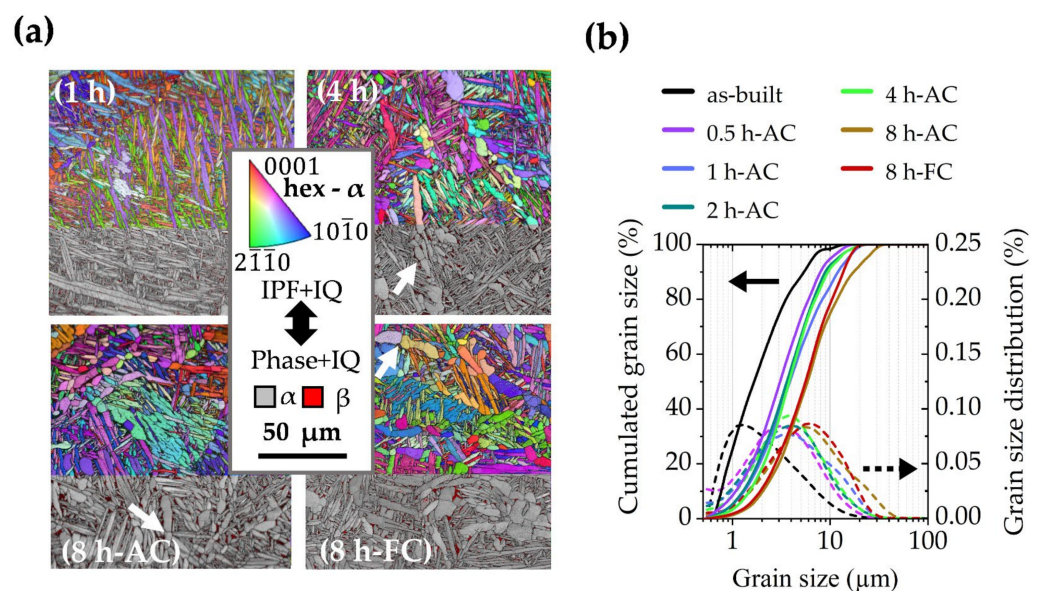 (a)
(1 h)
(4 h)
0001
hex - α
101̄0
21̄1̄0
IPF+IQ
Phase+IQ
α β
50 µm
(8 h-AC)
(8 h-FC)
(b)
as-built
0.5 h-AC
1 h-AC
2 h-AC
4 h-AC
8 h-AC
8 h-FC
Cumulated grain size (%)
100
80
60
40
20
0
1 10 100
Grain size (µm)
0.25
0.20
0.15
0.10
0.05
0.00
Grain size distribution (%)